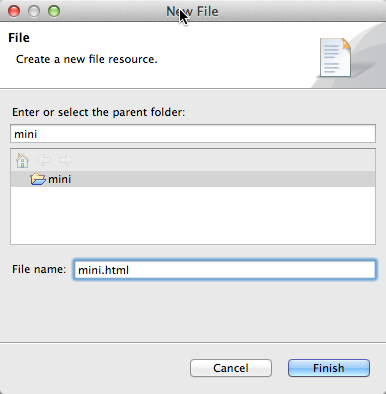 New File
File
Create a new file resource.
Enter or select the parent folder:
mini
mini
File name: mini.html
Cancel Finish